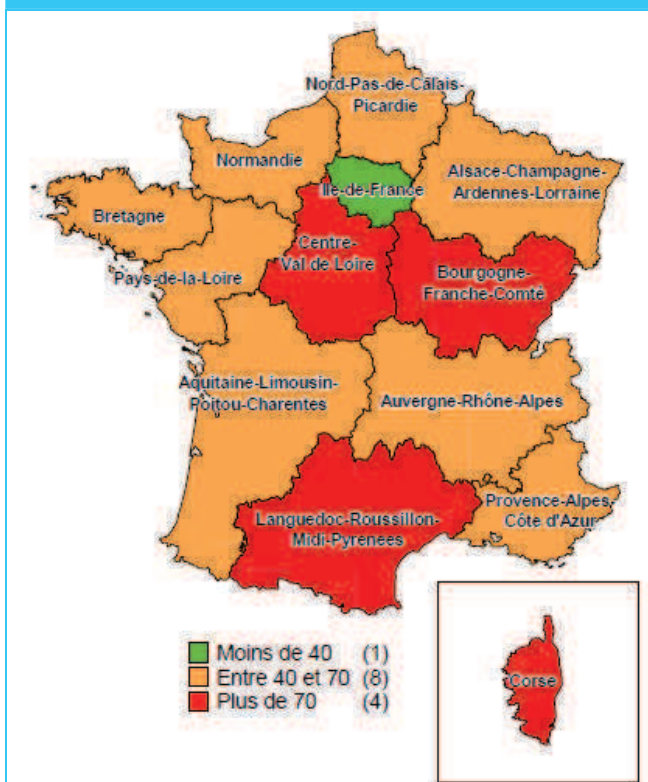 Nord-Pas-de-Calais-
Picardie
Normandie
Ile-de-France
Alsace-Champagne-
Ardennes-Lorraine
Bretagne
Centre-
Val de Loire
Pays-de-la-Loire
Bourgogne-
Franche-Comté
Aquitaine-Limousin-
Poitou-Charentes
Auvergne-Rhône-Alpes
Provence-Alpes-
Côte d'Azur
Languedoc-Roussillon-
Midi-Pyrenees
Moins de 40 (1)
Entre 40 et 70 (8)
Plus de 70 (4)
Corse